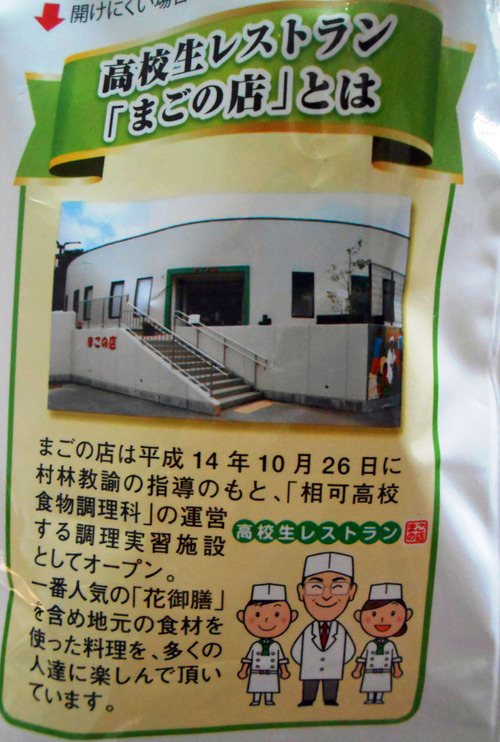 開けにくい場合
高校生レストラン
「まごの店」とは
まごの店
まごの店は平成14年10月26日に
村林教諭の指導のもと、「相可高校
食物調理科」の運営
する調理実習施設
としてオープン。
一番人気の「花御膳」
を含め地元の食材を
使った料理を、多くの
人達に楽しんで頂い
ています。
高校生レストラン
まごの店